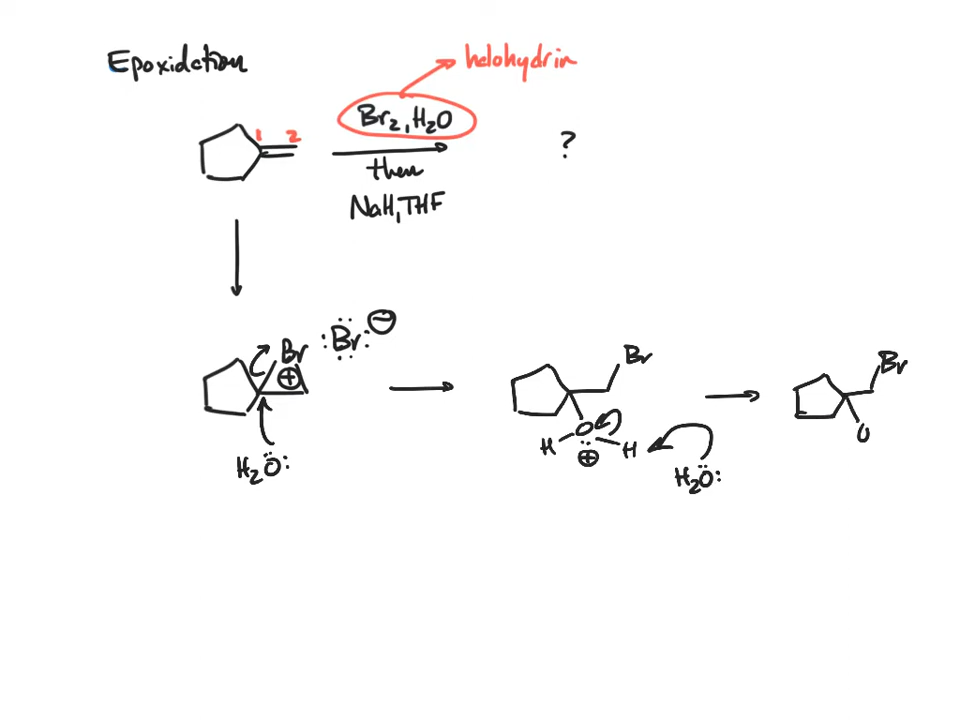 Epoxidation
halohydrin
1 2
Br2, H2O
?
then
NaH, THF
Br ⊕ :Br: ⊖
H2O:
Br
H O H
⊕
H2O:
Br
O